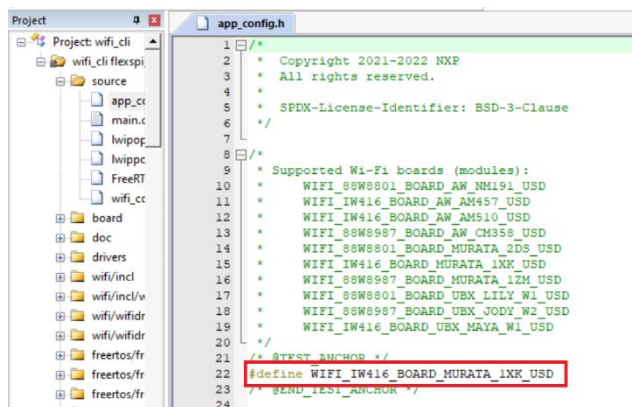 Project
Project: wifi_cli
wifi_cli flexspi
source
app_co
main.c
lwipop
lwippc
FreeRT
wifi_co
board
doc
drivers
wifi/incl
wifi/incl/w
wifi/wifidr
wifi/wifidr
freertos/fr
freertos/fr
freertos/fr
app_config.h
1 /*
2 * Copyright 2021-2022 NXP
3 * All rights reserved.
4 *
5 * SPDX-License-Identifier: BSD-3-Clause
6 */
7
8 /*
9 * Supported Wi-Fi boards (modules):
10 * WIFI_88W8801_BOARD_AW_NM191_USD
11 * WIFI_IW416_BOARD_AW_AM457_USD
12 * WIFI_IW416_BOARD_AW_AM510_USD
13 * WIFI_88W8987_BOARD_AW_CM358_USD
14 * WIFI_88W8801_BOARD_MURATA_2DS_USD
15 * WIFI_IW416_BOARD_MURATA_1XK_USD
16 * WIFI_88W8987_BOARD_MURATA_1ZM_USD
17 * WIFI_88W8801_BOARD_UBX_LILY_W1_USD
18 * WIFI_88W8987_BOARD_UBX_JODY_W2_USD
19 * WIFI_IW416_BOARD_UBX_MAYA_W1_USD
20 */
21 /* @TEST_ANCHOR */
22 #define WIFI_IW416_BOARD_MURATA_1XK_USD
23 /* @END_TEST_ANCHOR */
24